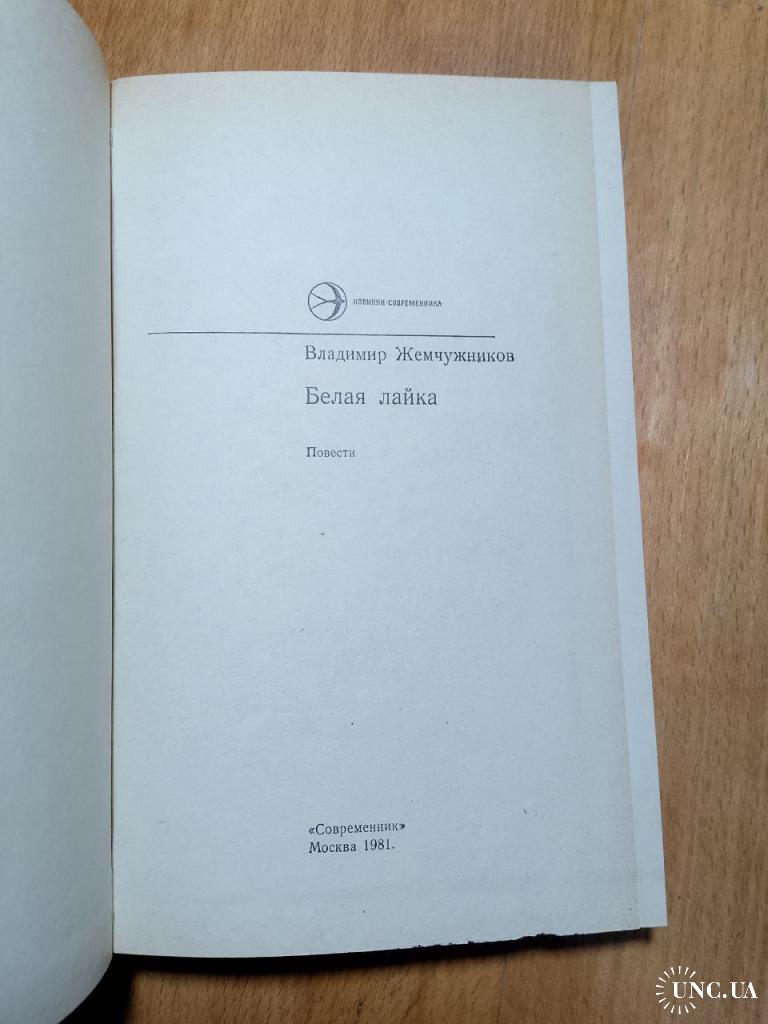 НОВИНКИ·СОВРЕМЕННИКА
Владимир Жемчужников
Белая лайка
Повести
«Современник»
Москва 1981.
UNC.UA